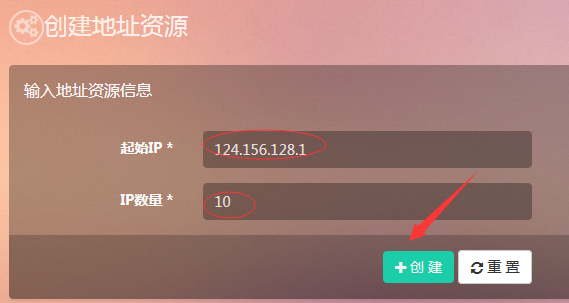 创建地址资源
输入地址资源信息
起始IP * 124.156.128.1
IP数量 * 10
创 建 重 置